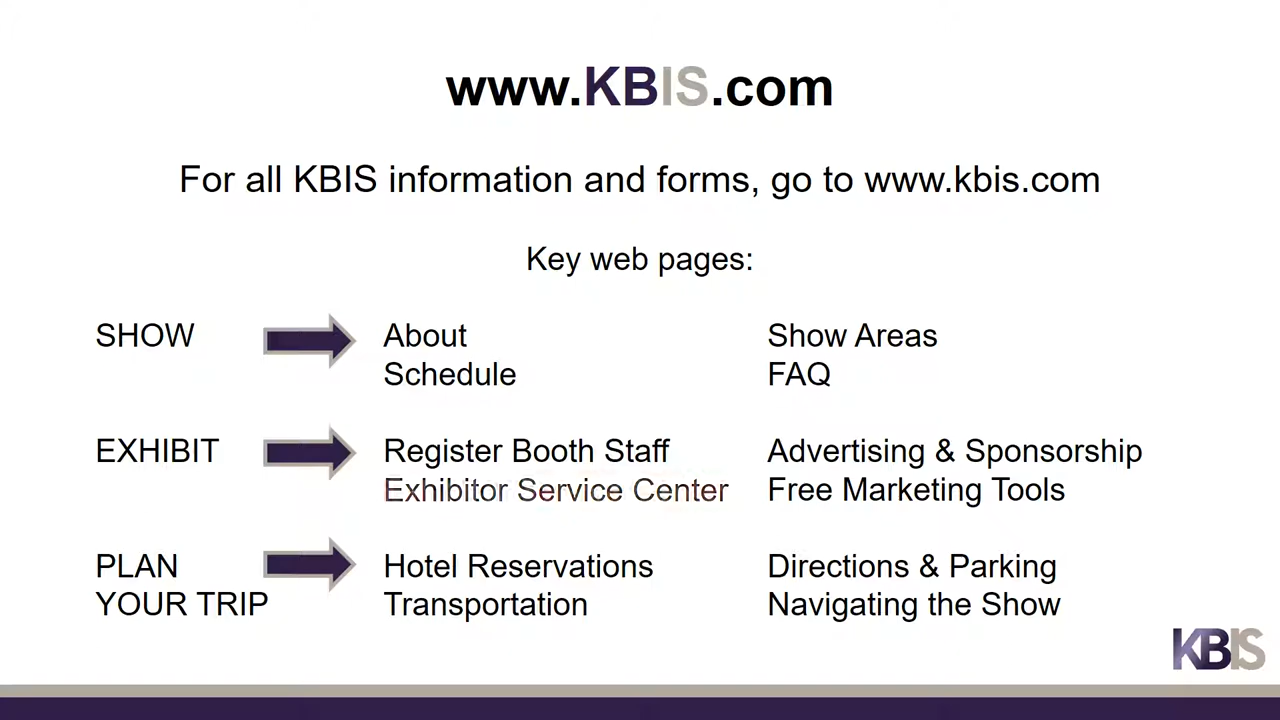 www.KBIS.com
For all KBIS information and forms, go to www.kbis.com
Key web pages:
SHOW About Show Areas
Schedule FAQ
EXHIBIT Register Booth Staff Advertising & Sponsorship
Exhibitor Service Center Free Marketing Tools
PLAN Hotel Reservations Directions & Parking
YOUR TRIP Transportation Navigating the Show
KBIS